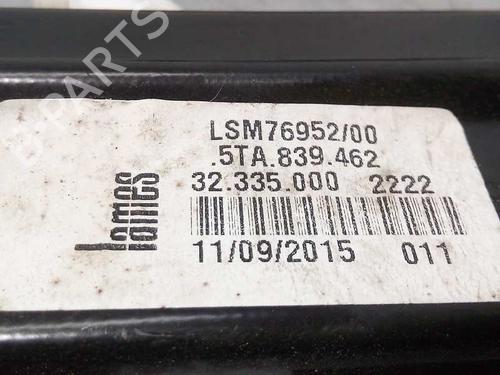 LSM76952/00
.5TA.839.462
32.335.000 2222
11/09/2015 011
lames
B-PARTS